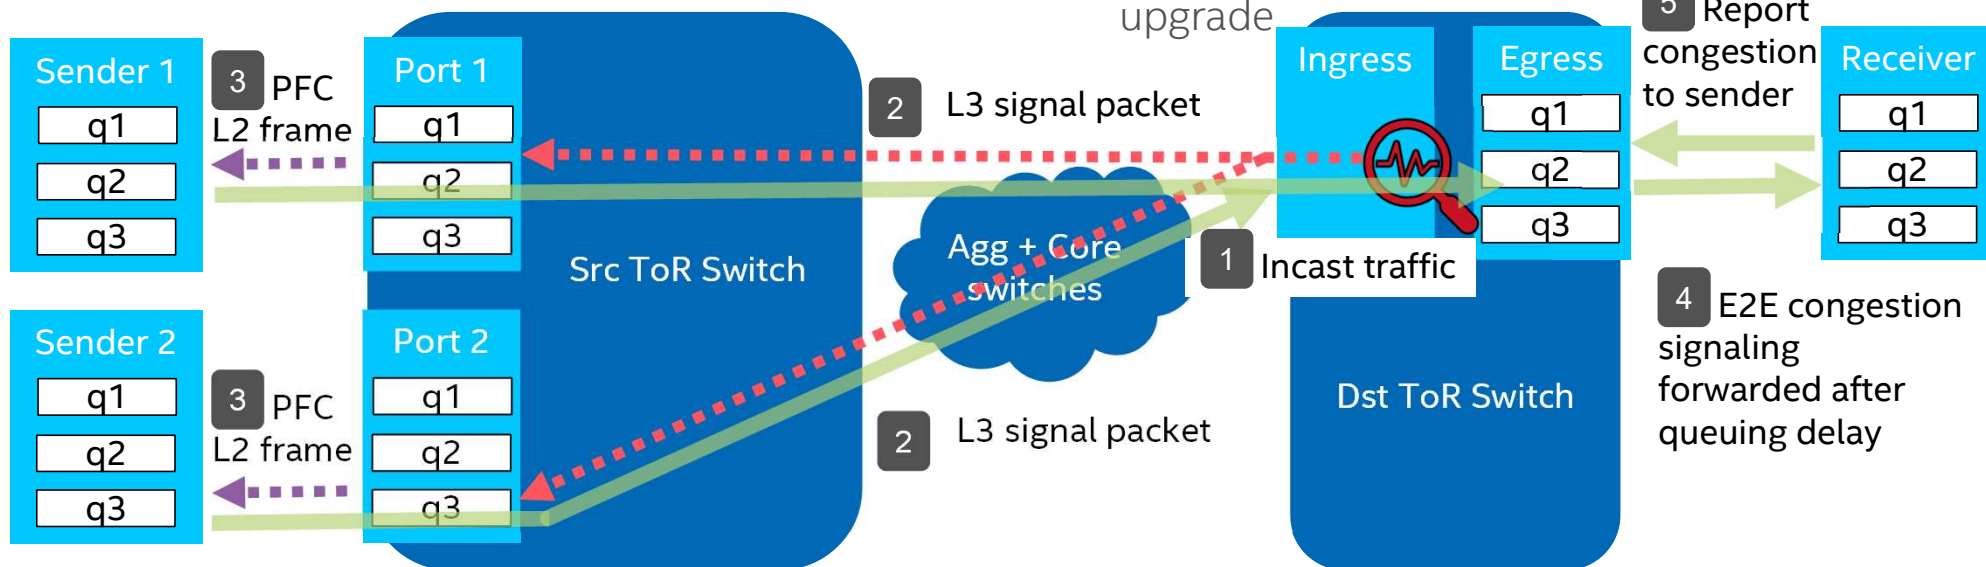 upgrade
5 Report
congestion
to sender
Sender 1
q1
q2
q3
3 PFC
L2 frame
Port 1
q1
q2
q3
2 L3 signal packet
Ingress
Egress
q1
q2
q3
Receiver
q1
q2
q3
Src ToR Switch
Agg + Core
switches
1 Incast traffic
4 E2E congestion
signaling
forwarded after
queuing delay
Sender 2
q1
q2
q3
3 PFC
L2 frame
Port 2
q1
q2
q3
2 L3 signal packet
Dst ToR Switch